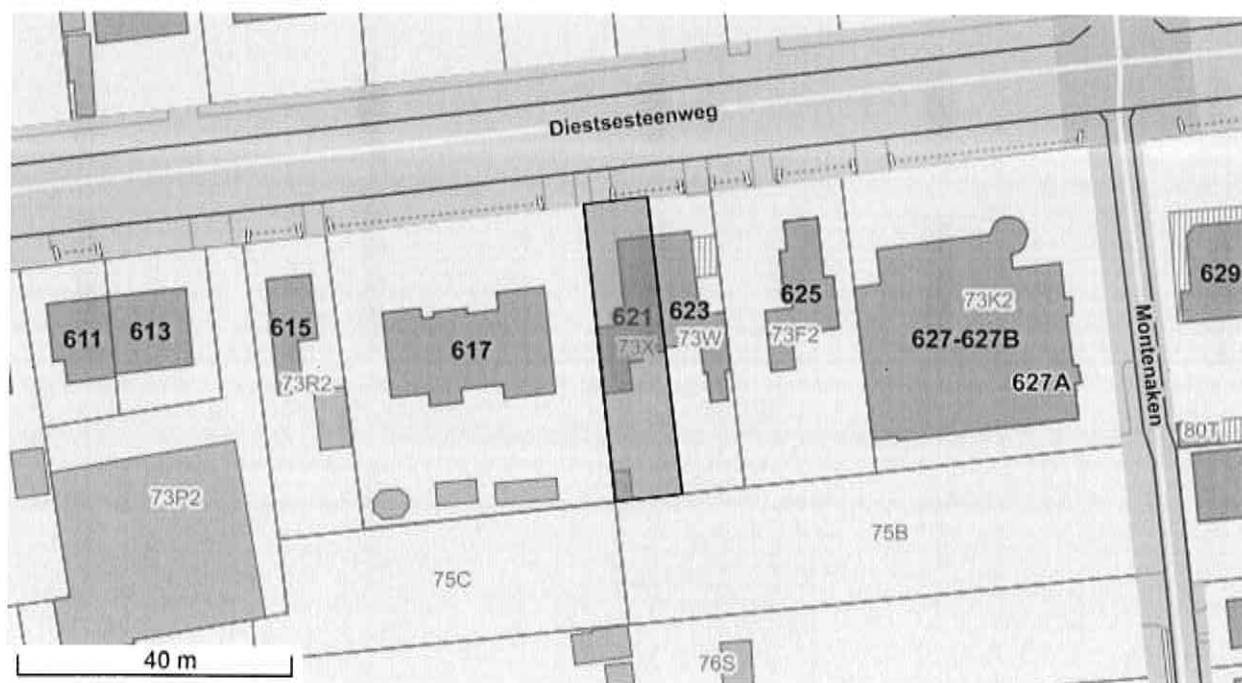 Diestsesteenweg
611
613
615
73R2
617
621
73X
623
73W
625
73F2
73K2
627-627B
627A
629
Montenaken
80T
73P2
75C
75B
76S
40 m